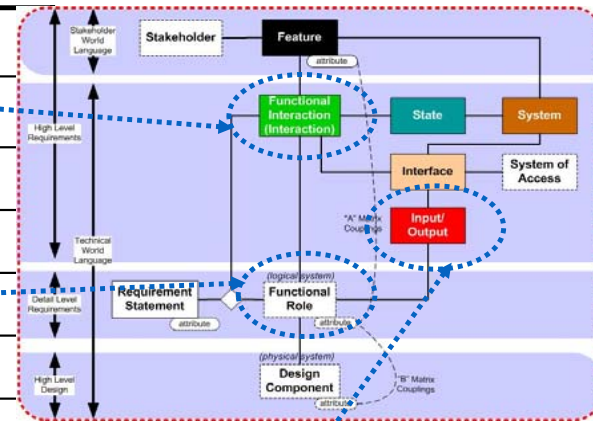 Stakeholder
World
Language
Stakeholder
Feature
attribute
High Level
Requirements
Functional
Interaction
(Interaction)
State
System
Interface
System of
Access
"A" Matrix
Couplings
Input/
Output
Technical
World
Language
(logical system)
Detail Level
Requirements
Requirement
Statement
attribute
Functional
Role
attribute
(physical system)
High Level
Design
Design
Component
attribute
"B" Matrix
Couplings